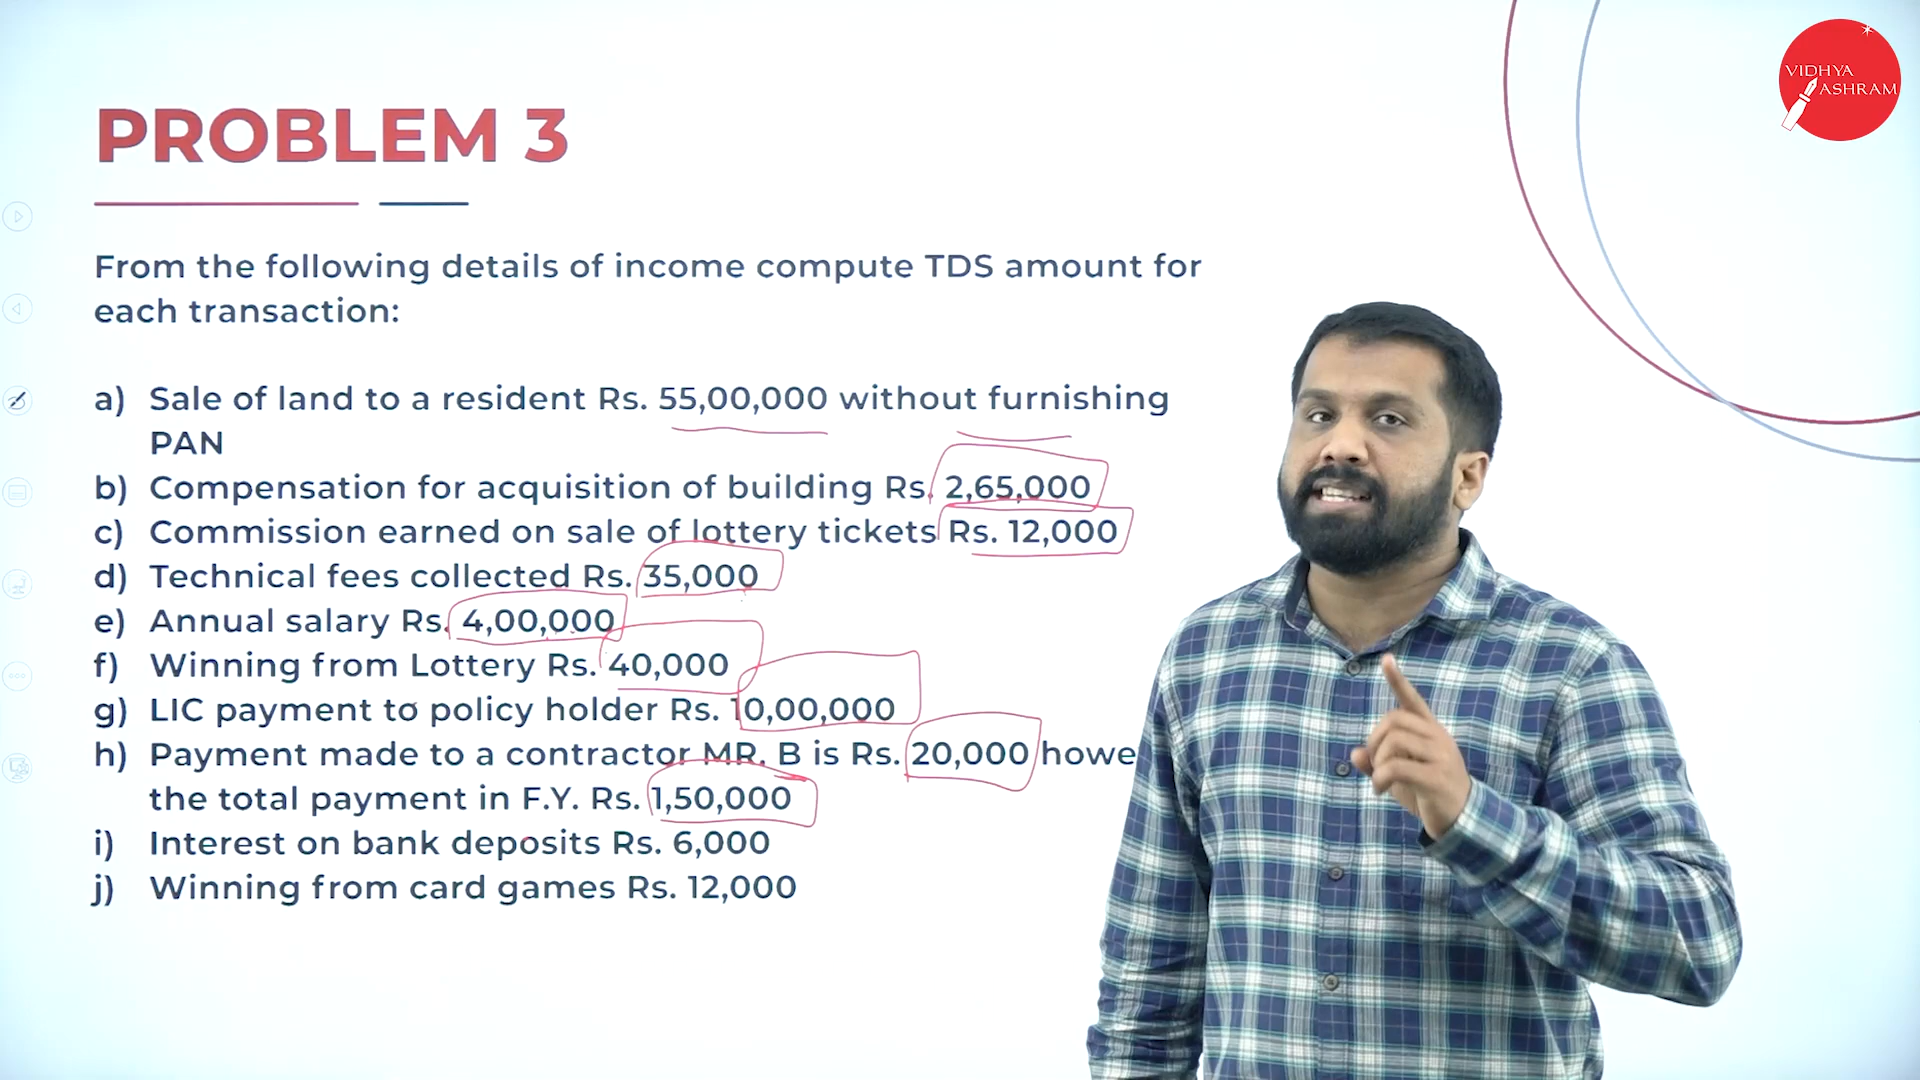 VIDHYA
ASHRAM
PROBLEM 3
From the following details of income compute TDS amount for
each transaction:
a) Sale of land to a resident Rs. 55,00,000 without furnishing
PAN
b) Compensation for acquisition of building Rs. 2,65,000
c) Commission earned on sale of lottery tickets Rs. 12,000
d) Technical fees collected Rs. 35,000
e) Annual salary Rs. 4,00,000
f) Winning from Lottery Rs. 40,000
g) LIC payment to policy holder Rs. 10,00,000
h) Payment made to a contractor MR. B is Rs. 20,000 howe
the total payment in F.Y. Rs. 1,50,000
i) Interest on bank deposits Rs. 6,000
j) Winning from card games Rs. 12,000